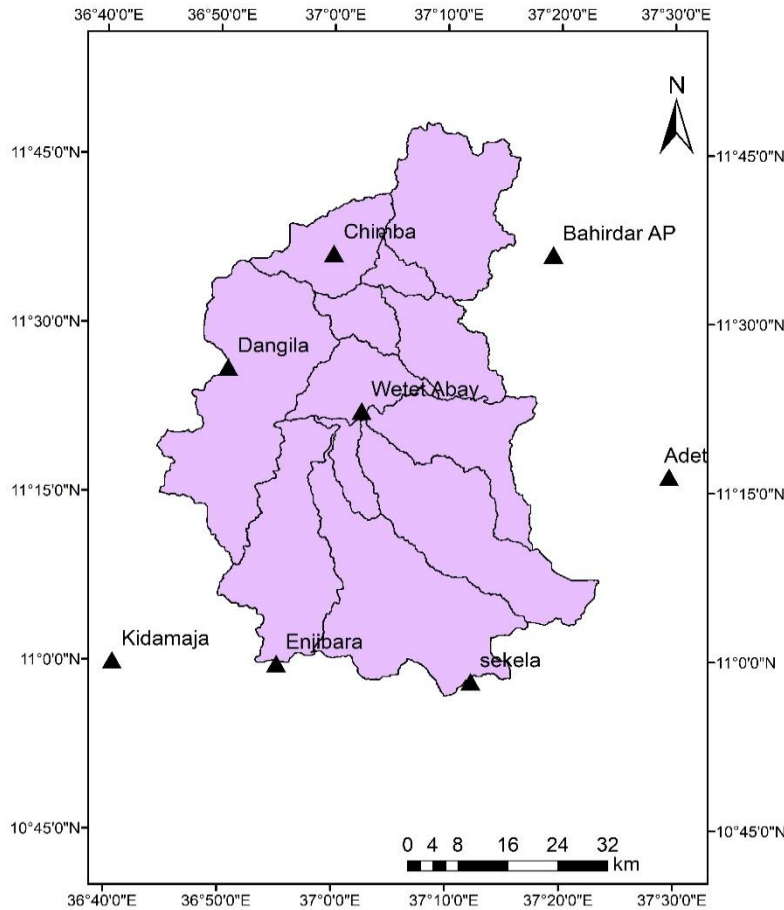 36°40'0"E 36°50'0"E 37°0'0"E 37°10'0"E 37°20'0"E 37°30'0"E
N
11°45'0"N 11°45'0"N
Chimba
Bahirdar AP
11°30'0"N 11°30'0"N
Dangila
Wetet Abay
Adet
11°15'0"N 11°15'0"N
Kidamaja
Enjibara
sekela
11°0'0"N 11°0'0"N
10°45'0"N 10°45'0"N
0 4 8 16 24 32
km
36°40'0"E 36°50'0"E 37°0'0"E 37°10'0"E 37°20'0"E 37°30'0"E